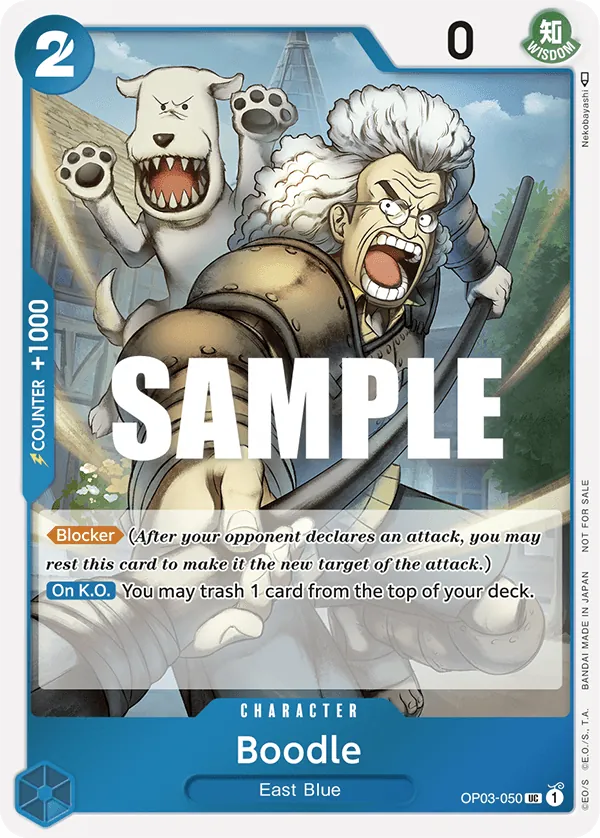 2
0
知
WISDOM
Nekobayashi
COUNTER +1000
SAMPLE
Blocker (After your opponent declares an attack, you may
rest this card to make it the new target of the attack.)
On K.O. You may trash 1 card from the top of your deck.
CHARACTER
Boodle
East Blue
OP03-050 UC 1
©EO/S ©E.O./S., T.A. BANDAI MADE IN JAPAN NOT FOR SALE